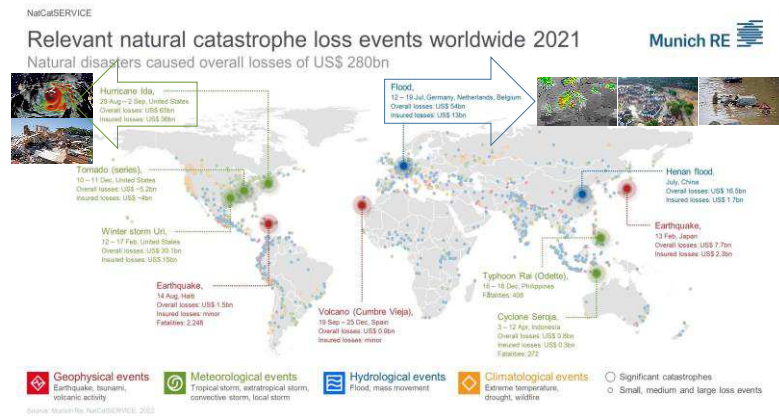 NatCatSERVICE
Relevant natural catastrophe loss events worldwide 2021
Natural disasters caused overall losses of US$ 280bn
Munich RE
Hurricane Ida,
29 Aug – 2 Sep, United States
Overall losses: US$ 65bn
Insured losses: US$ 36bn
Flood,
12 – 19 Jul, Germany, Netherlands, Belgium
Overall losses: US$ 54bn
Insured losses: US$ 13bn
Tornado (series),
10 – 11 Dec, United States
Overall losses: US$ ~5.2bn
Insured losses: US$ ~4bn
Henan flood,
July, China
Overall losses: US$ 16.5bn
Insured losses: US$ 1.7bn
Winter storm Uri,
12 – 17 Feb, United States
Overall losses: US$ 30.1bn
Insured losses: US$ 15bn
Earthquake,
13 Feb, Japan
Overall losses: US$ 7.7bn
Insured losses: US$ 2.3bn
Earthquake,
14 Aug, Haiti
Overall losses: US$ 1.5bn
Insured losses: minor
Fatalities: 2,248
Volcano (Cumbre Vieja),
19 Sep – 25 Dec, Spain
Overall losses: US$ 0.9bn
Insured losses: minor
Typhoon Rai (Odette),
16 – 18 Dec, Philippines
Fatalities: 408
Cyclone Seroja,
3 – 12 Apr, Indonesia
Overall losses: US$ 0.8bn
Insured losses: US$ 0.3bn
Fatalities: 272
Geophysical events
Earthquake, tsunami,
volcanic activity
Meteorological events
Tropical storm, extratropical storm,
convective storm, local storm
Hydrological events
Flood, mass movement
Climatological events
Extreme temperature,
drought, wildfire
Significant catastrophes
Small, medium and large loss events
Source: Munich Re, NatCatSERVICE, 2022